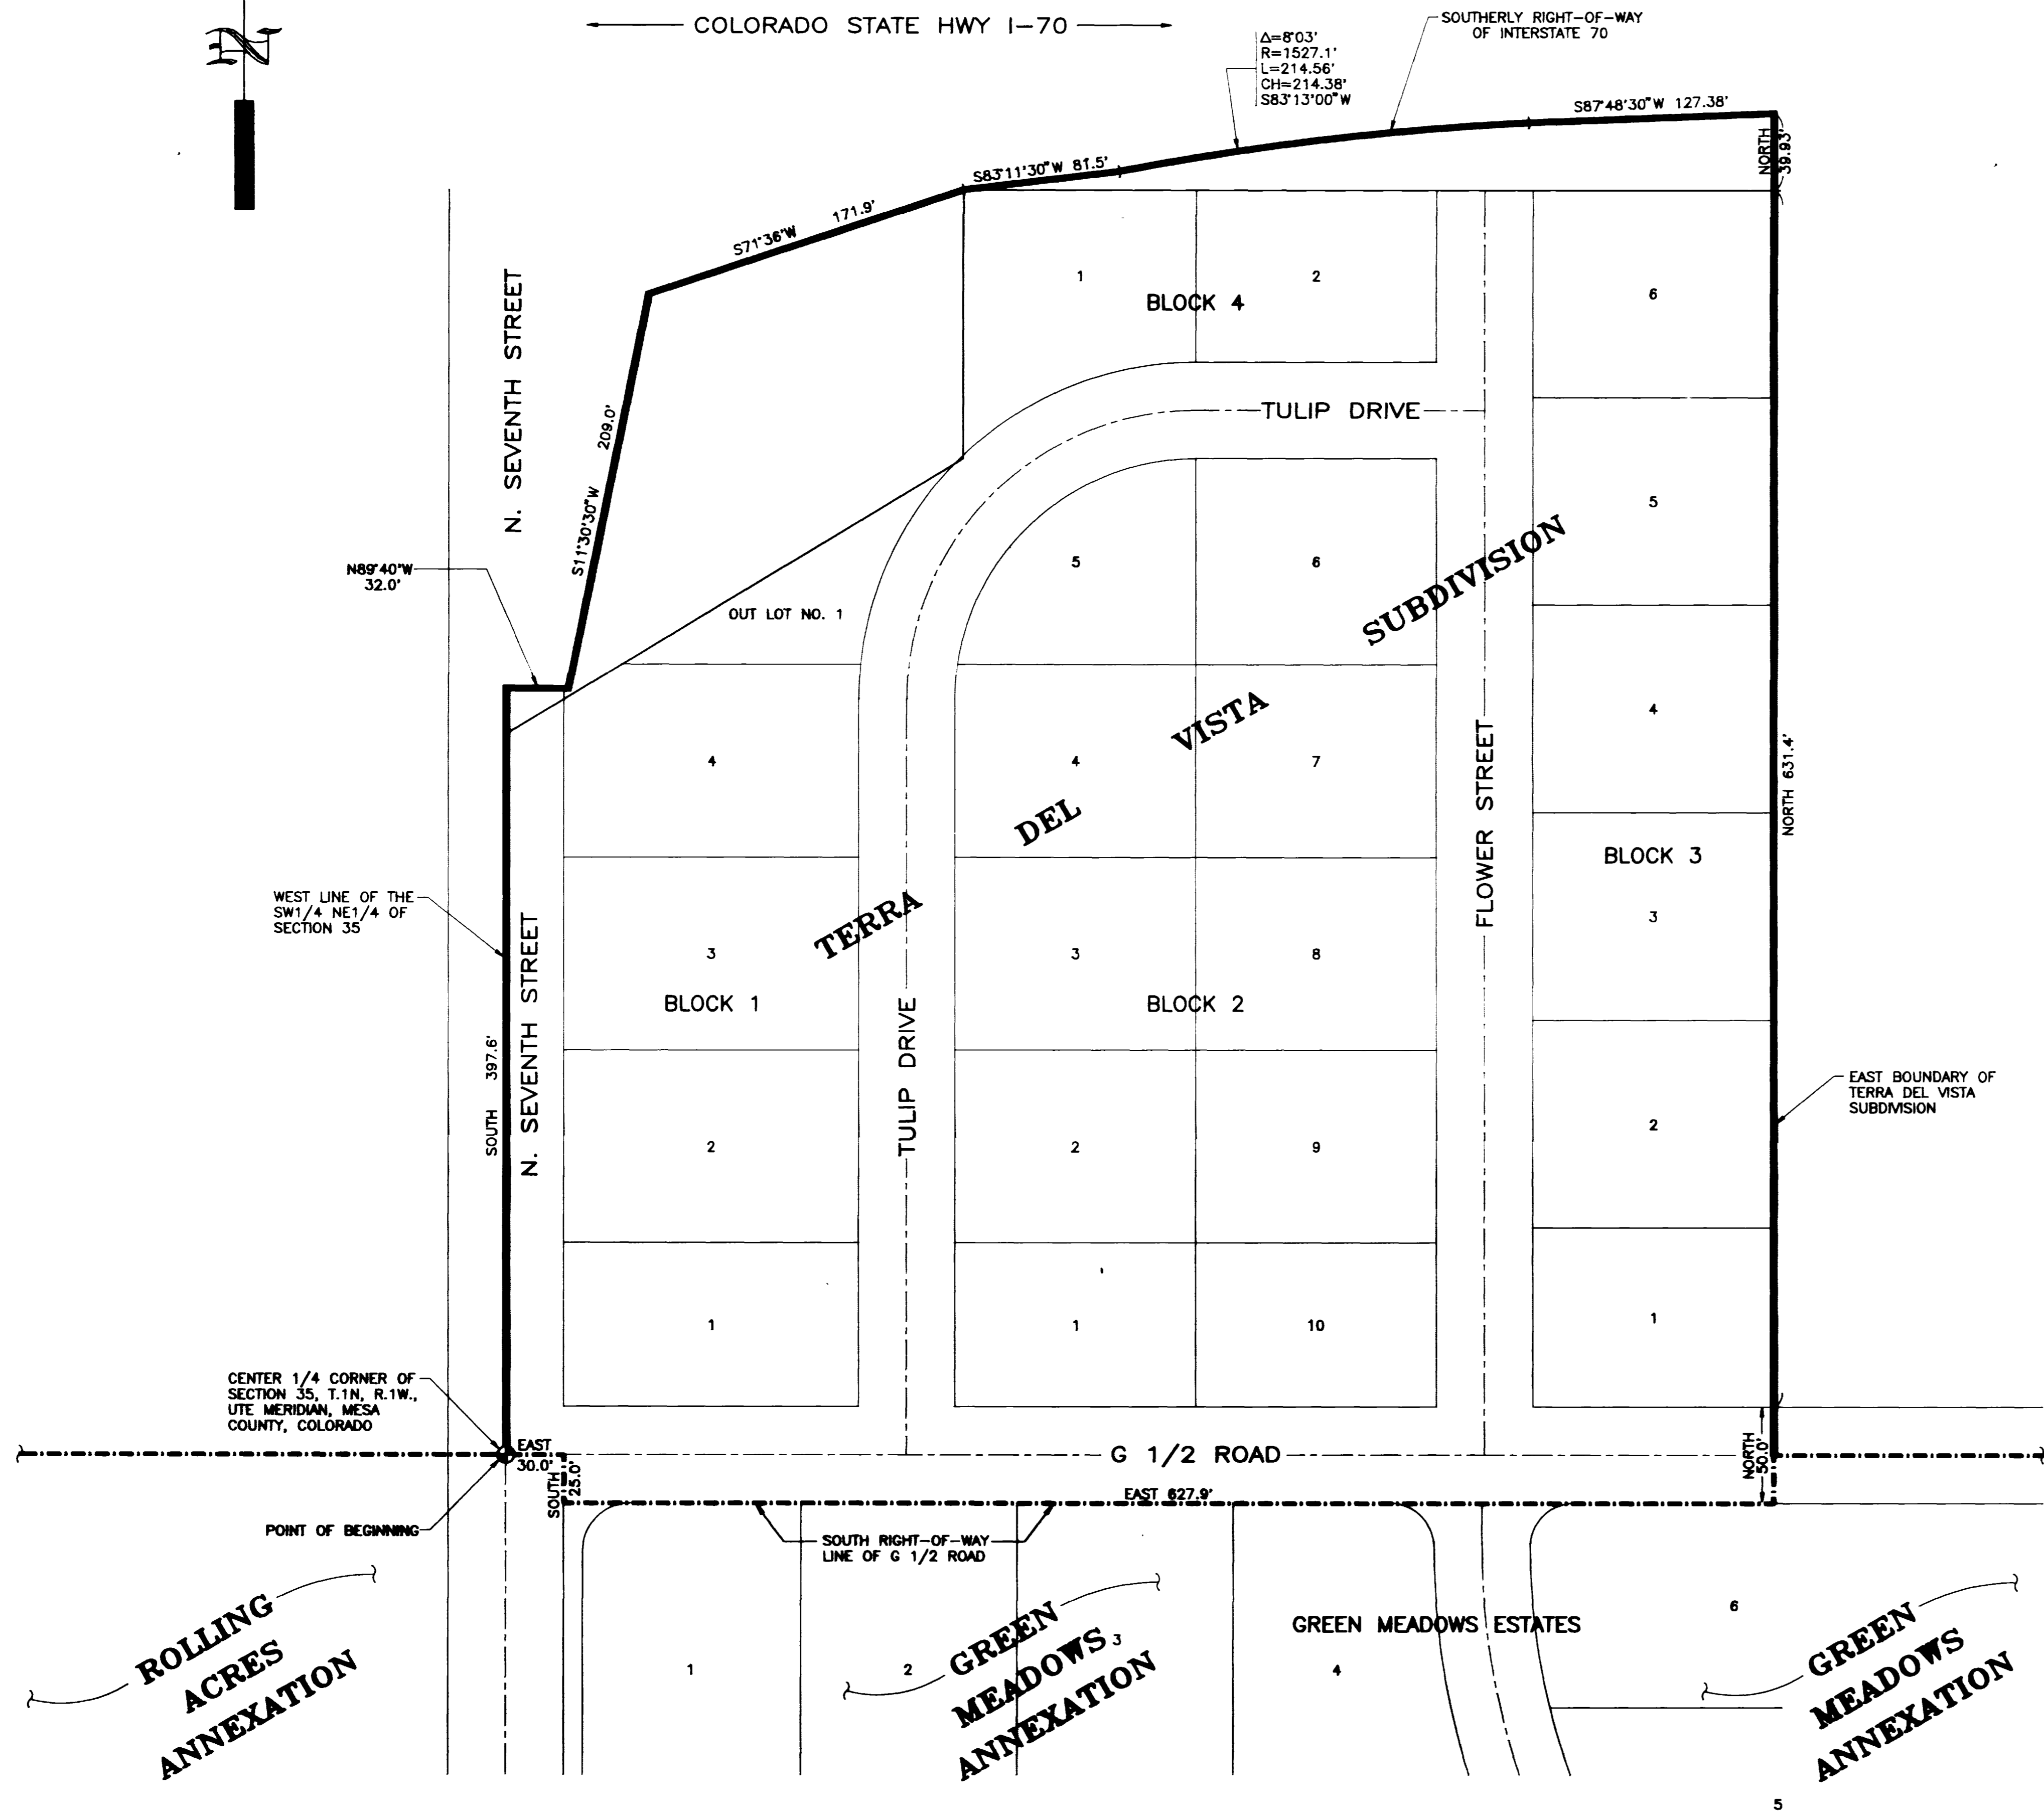 COLORADO STATE HWY I-70
SOUTHERLY RIGHT-OF-WAY
OF INTERSTATE 70
Δ=8°03'
R=1527.1'
L=214.56'
CH=214.38'
S83°13'00"W
S87°48'30"W 127.38'
NORTH
39.93'
S83°11'30"W 81.5'
S71°36'W 171.9'
N. SEVENTH STREET
209.0'
S11°30'30"W
1
2
BLOCK 4
6
TULIP DRIVE
5
6
5
SUBDIVISION
N89°40'W
32.0'
OUT LOT NO. 1
4
4
7
4
VISTA
DEL
TERRA
FLOWER STREET
NORTH 631.4'
BLOCK 3
WEST LINE OF THE
SW1/4 NE1/4 OF
SECTION 35
3
3
8
3
BLOCK 1
BLOCK 2
SOUTH 397.6'
N. SEVENTH STREET
TULIP DRIVE
EAST BOUNDARY OF
TERRA DEL VISTA
SUBDIVISION
2
2
9
2
1
1
10
1
CENTER 1/4 CORNER OF
SECTION 35, T.1N, R.1W.,
UTE MERIDIAN, MESA
COUNTY, COLORADO
EAST
30.0'
SOUTH
25.0'
G 1/2 ROAD
NORTH
50.0'
EAST 627.9'
POINT OF BEGINNING
SOUTH RIGHT-OF-WAY
LINE OF G 1/2 ROAD
ROLLING
ACRES
ANNEXATION
1
2
GREEN
MEADOWS
ANNEXATION
3
GREEN MEADOWS ESTATES
4
6
GREEN
MEADOWS
ANNEXATION
5